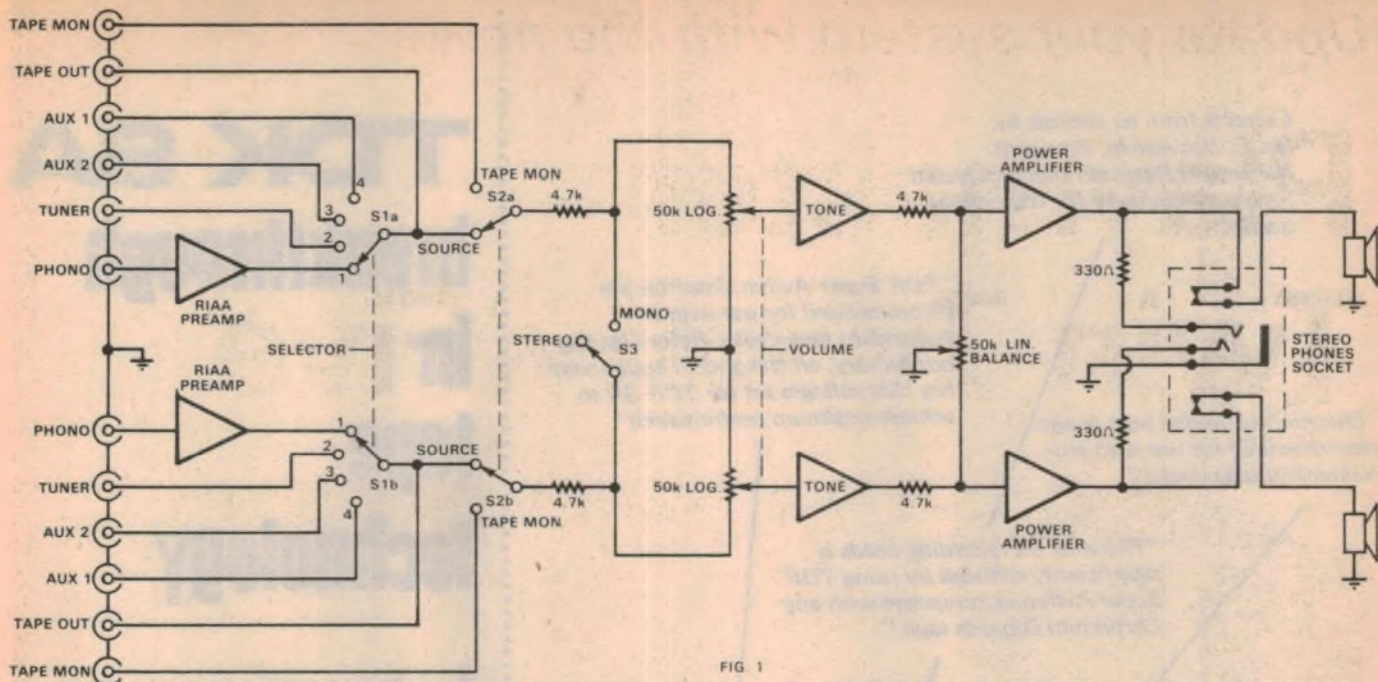 TAPE MON
TAPE OUT
AUX 1
AUX 2
TUNER
PHONO
RIAA
PREAMP
4
3
2
1
S1a
SOURCE
TAPE MON
S2a
4.7k
SELECTOR
STEREO
MONO
S3
50k LOG.
VOLUME
TONE
4.7k
POWER
AMPLIFIER
50k LIN.
BALANCE
330Ω
STEREO
PHONES
SOCKET
330Ω
RIAA
PREAMP
PHONO
TUNER
AUX 2
AUX 1
TAPE OUT
TAPE MON
1
2
3
4
S1b
SOURCE
S2b
TAPE MON
4.7k
50k LOG.
TONE
4.7k
POWER
AMPLIFIER
FIG. 1